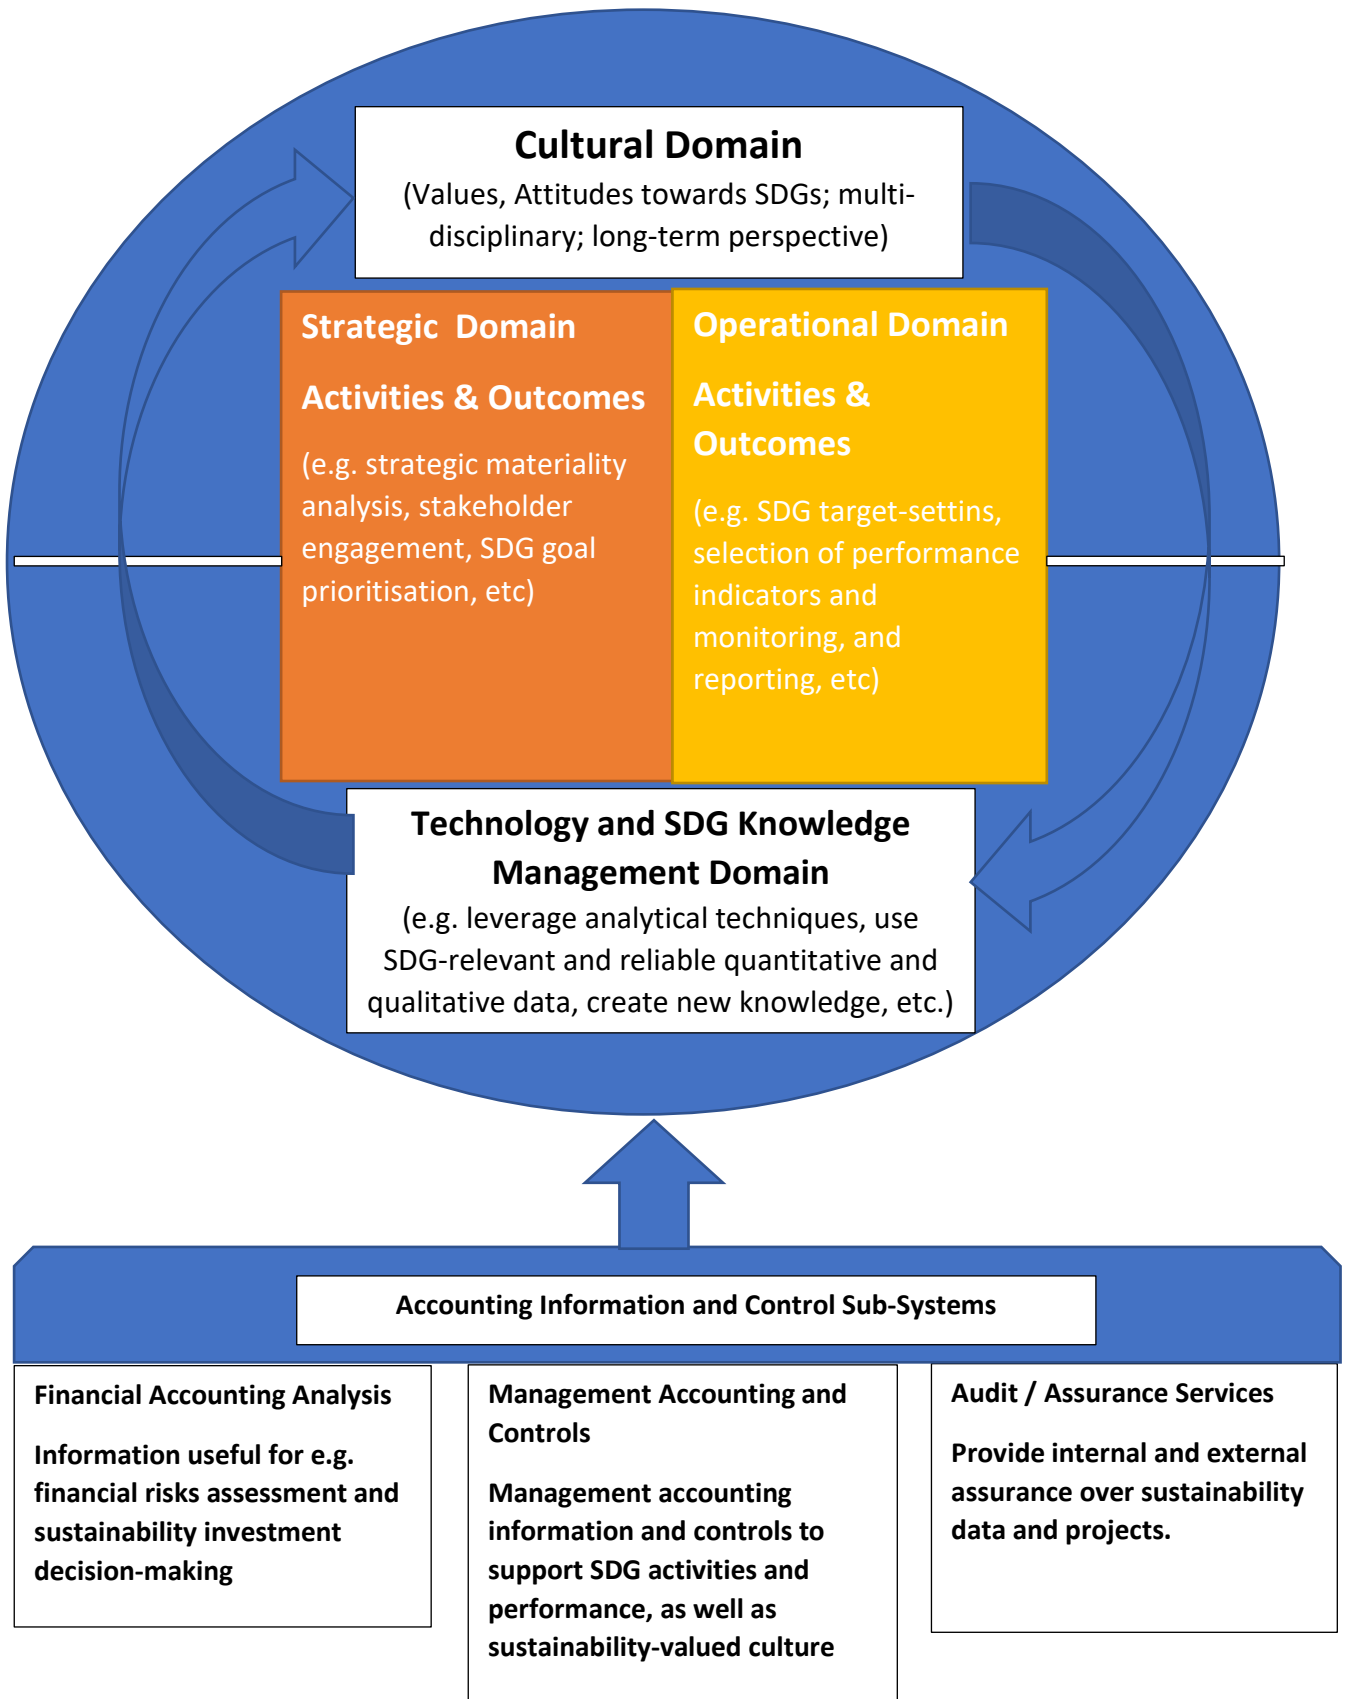 Cultural Domain
(Values, Attitudes towards SDGs; multi-
disciplinary; long-term perspective)
Strategic  Domain
Activities & Outcomes
(e.g. strategic materiality
analysis, stakeholder
engagement, SDG goal
prioritisation, etc)
Operational Domain
Activities &
Outcomes
(e.g. SDG target-settins,
selection of performance
indicators and
monitoring, and
reporting, etc)
Technology and SDG Knowledge
Management Domain
(e.g. leverage analytical techniques, use
SDG-relevant and reliable quantitative and
qualitative data, create new knowledge, etc.)
Accounting Information and Control Sub-Systems
Financial Accounting Analysis
Information useful for e.g.
financial risks assessment and
sustainability investment
decision-making
Management Accounting and
Controls
Management accounting
information and controls to
support SDG activities and
performance, as well as
sustainability-valued culture
Audit / Assurance Services
Provide internal and external
assurance over sustainability
data and projects.